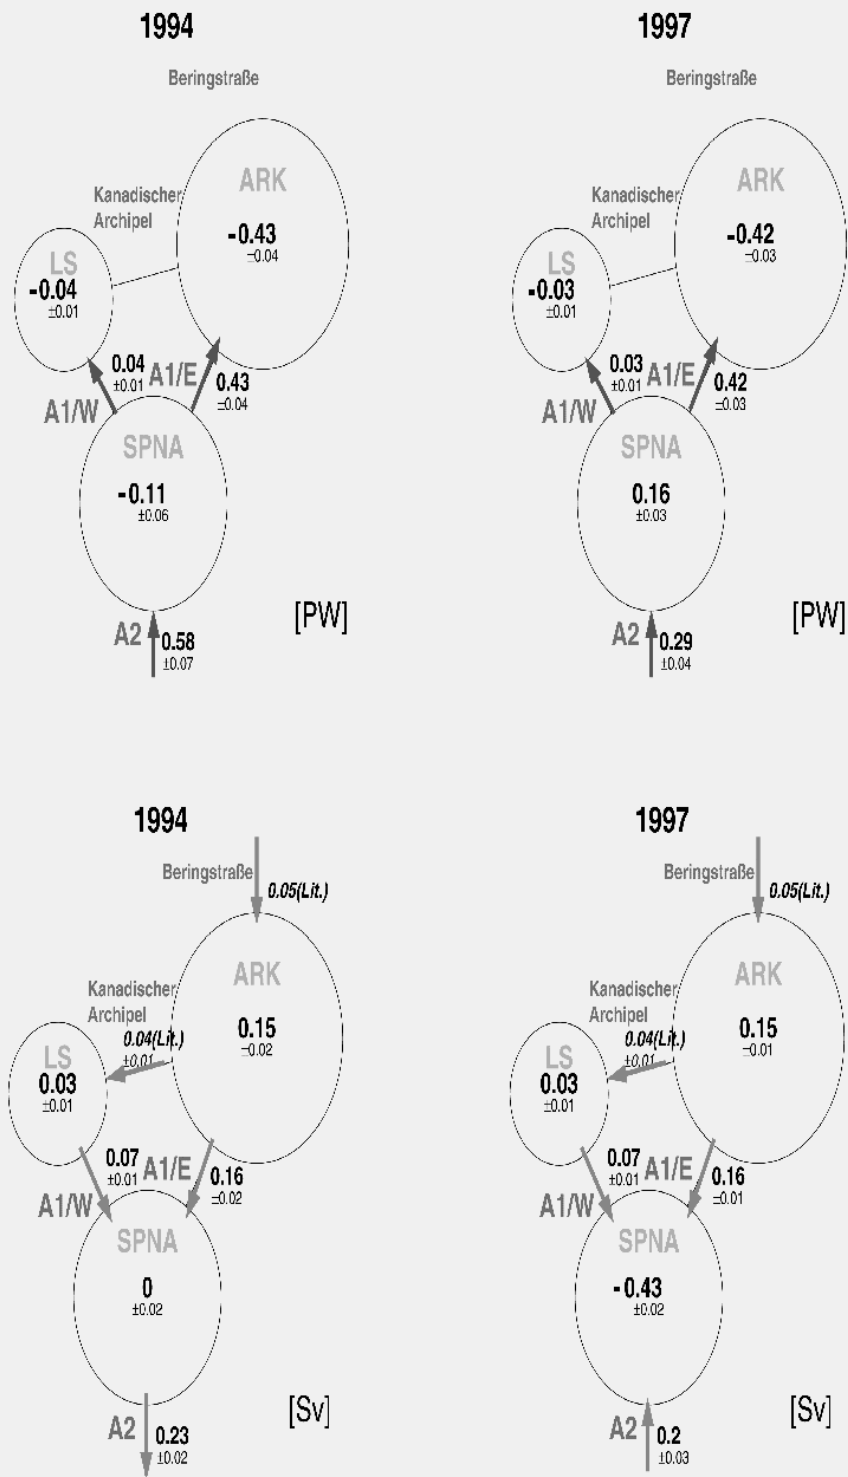 1994
1997
Beringstraße
Beringstraße
ARK
ARK
Kanadischer
Archipel
Kanadischer
Archipel
-0.43
±0.04
-0.42
±0.03
LS
-0.04
±0.01
LS
-0.03
±0.01
0.04
±0.01
A1/E
0.43
±0.04
A1/W
0.03
±0.01
A1/E
0.42
±0.03
A1/W
SPNA
-0.11
±0.06
SPNA
0.16
±0.03
[PW]
[PW]
A2
0.58
±0.07
A2
0.29
±0.04
1994
1997
Beringstraße
0.05(Lit.)
Beringstraße
0.05(Lit.)
ARK
ARK
Kanadischer
Archipel
Kanadischer
Archipel
0.15
±0.02
0.15
±0.01
0.04(Lit.)
±0.01
0.04(Lit.)
±0.01
LS
0.03
±0.01
LS
0.03
±0.01
0.07
±0.01
A1/E
0.16
±0.02
A1/W
0.07
±0.01
A1/E
0.16
±0.01
A1/W
SPNA
0
±0.02
SPNA
-0.43
±0.02
[Sv]
[Sv]
A2
0.23
±0.02
A2
0.2
±0.03